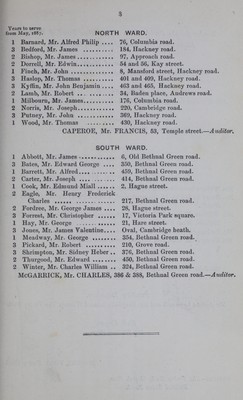 8
Years to serve
from May, 1887.
NORTH WARD.
1 Barnard, Mr. Alfred Philip .... 76, Columbia road.
3 Bedford, Mr. James ........ 184, Hackney road.
2 Bishop, Mr. James ........ 97, Approach road.
2 Dorrell, Mr. Edwin ........ 54 and 56, Kay street.
1 Finch, Mr. John ........ 8, Mansford street, Hackney road.
3 Haslop, Mr. Thomas ........ 401 and 409, Hackney road.
3 Kyffin, Mr. John Benjamin .... 463 and 465, Hackney road.
2 Lamb, Mr. Robert ........ 34, Baden place, Andrews road.
1 Milbourn, Mr. James ........ 176, Columbia road.
2 Norris, Mr. Joseph ........ 220, Cambridge road.
3 Putney, Mr. John ........ 389, Hackney road.
1 Wood, Mr. Thomas ........ 430, Hackney road.
CAPEROE, Mr. FRANCIS, 53, Temple street.—Auditor.
SOUTH WARD.
1 Abbott, Mr. James ........ 6, Old Bethnal Green road.
3 Bates, Mr. Edward George .... 350, Bethnal Green road.
1 Barrett, Mr. Alfred ........ 459, Bethnal Green road.
2 Carter, Mr. Joseph ........ 414, Bethnal Green road.
1 Cook, Mr. Edmund Miall .... 2, Hague street.
2 Eagle, Mr. Henry Frederick
Charles ........ 217, Bethnal Green road.
2 Fordree, Mr. George James .... 28, Hague street.
3 Forrest, Mr. Christopher ........ 17, Victoria Park square.
1 Hay, Mr. George ........ 21, Hare street.
3 Jones, Mr. James Valentine.... Oval, Cambridge heath.
1 Meadway, Mr. George ........ 354, Bethnal Green road.
3 Pickard, Mr. Robert ........ 210, Grove road.
3 Shrimpton, Mr. Sidney Heber .. 376, Bethnal Green road.
2 Thurgood, Mr. Edward ........ 450, Bethnal Green road.
2 Winter, Mr. Charles William .. 324, Bethnal Green road.
McGARRICK, Mr. CHARLES, 386 & 388, Bethnal Green road.—Auditor.